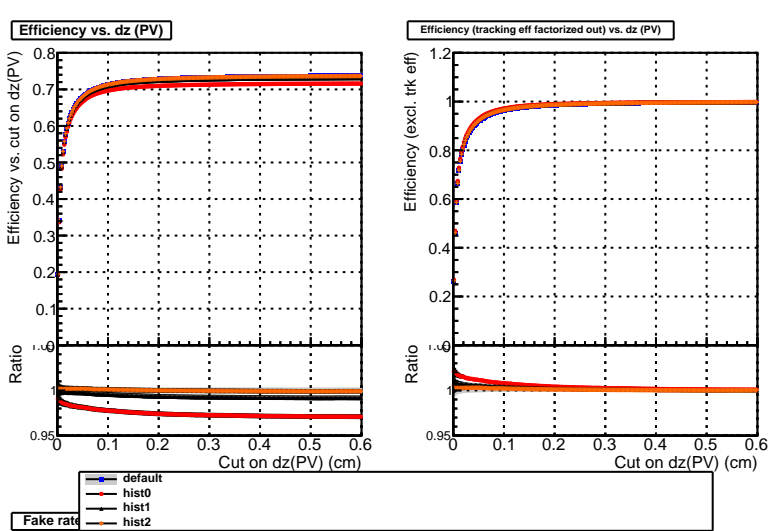 Efficiency vs. dz (PV)
Efficiency vs. cut on dz(PV)
0.8
0.7
0.6
0.5
0.4
0.3
0.2
0.1
0
Ratio
1
0.95
0 0.1 0.2 0.3 0.4 0.5 0.6
Cut on dz(PV) (cm)
Efficiency (tracking eff factorized out) vs. dz (PV)
Efficiency (excl. trk eff)
1.2
1
0.8
0.6
0.4
0.2
0
Ratio
1
0.95
0 0.1 0.2 0.3 0.4 0.5 0.6
Cut on dz(PV) (cm)
default
hist0
hist1
hist2
Fake rate